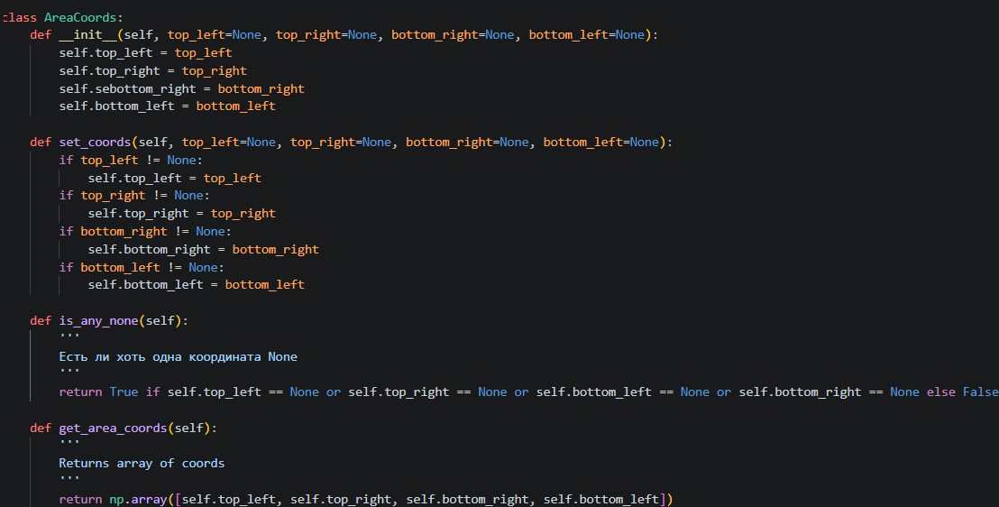 class AreaCoords:
    def __init__(self, top_left=None, top_right=None, bottom_right=None, bottom_left=None):
        self.top_left = top_left
        self.top_right = top_right
        self.sebottom_right = bottom_right
        self.bottom_left = bottom_left
    def set_coords(self, top_left=None, top_right=None, bottom_right=None, bottom_left=None):
        if top_left != None:
            self.top_left = top_left
        if top_right != None:
            self.top_right = top_right
        if bottom_right != None:
            self.bottom_right = bottom_right
        if bottom_left != None:
            self.bottom_left = bottom_left
    def is_any_none(self):
        '''
        Есть ли хоть одна координата None
        '''
        return True if self.top_left == None or self.top_right == None or self.bottom_left == None or self.bottom_right == None else False
    def get_area_coords(self):
        '''
        Returns array of coords
        '''
        return np.array([self.top_left, self.top_right, self.bottom_right, self.bottom_left])